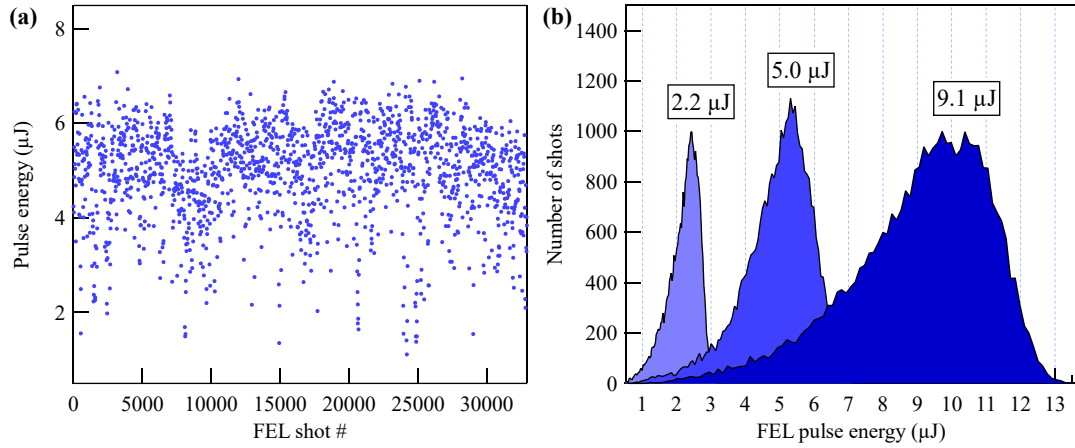 (a)
8
6
4
2
Pulse energy (µJ)
0 5000 10000 15000 20000 25000 30000
FEL shot #
(b)
1400
1200
1000
800
600
400
200
0
Number of shots
2.2 µJ
5.0 µJ
9.1 µJ
1 2 3 4 5 6 7 8 9 10 11 12 13
FEL pulse energy (µJ)